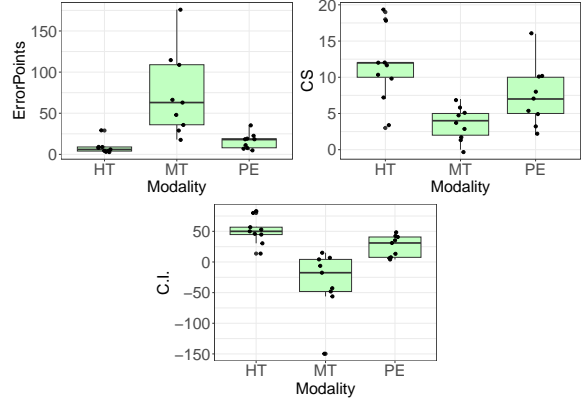 ErrorPoints
150
100
50
0
HT MT PE
Modality
CS
20
15
10
5
0
HT MT PE
Modality
C.I.
50
0
−50
−100
−150
HT MT PE
Modality